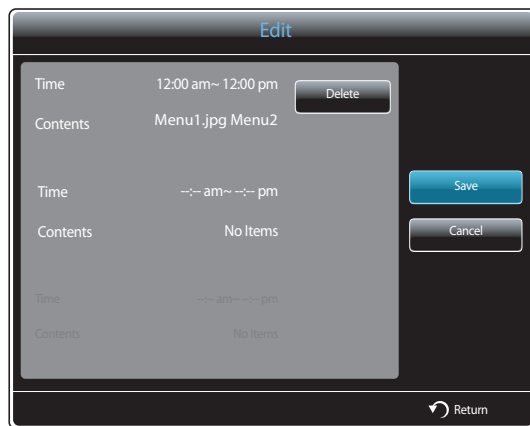 Edit
Time 12:00 am~ 12:00 pm Delete
Contents Menu1.jpg Menu2
Time --:-- am~ --:-- pm Save
Contents No Items Cancel
Time --:-- am~ --:-- pm
Contents No Items
Return